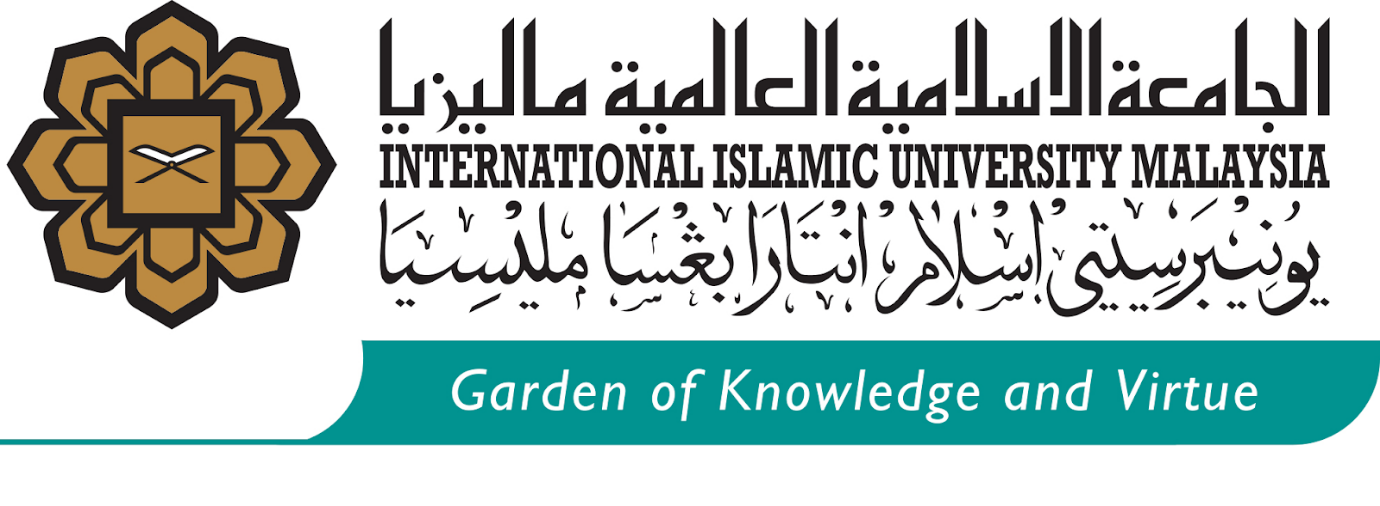 الجامعة الاسلامية العالمية ماليزيا
INTERNATIONAL ISLAMIC UNIVERSITY MALAYSIA
يونيۏرسيتي اسلام انتارابڠسا مليسيا
Garden of Knowledge and Virtue